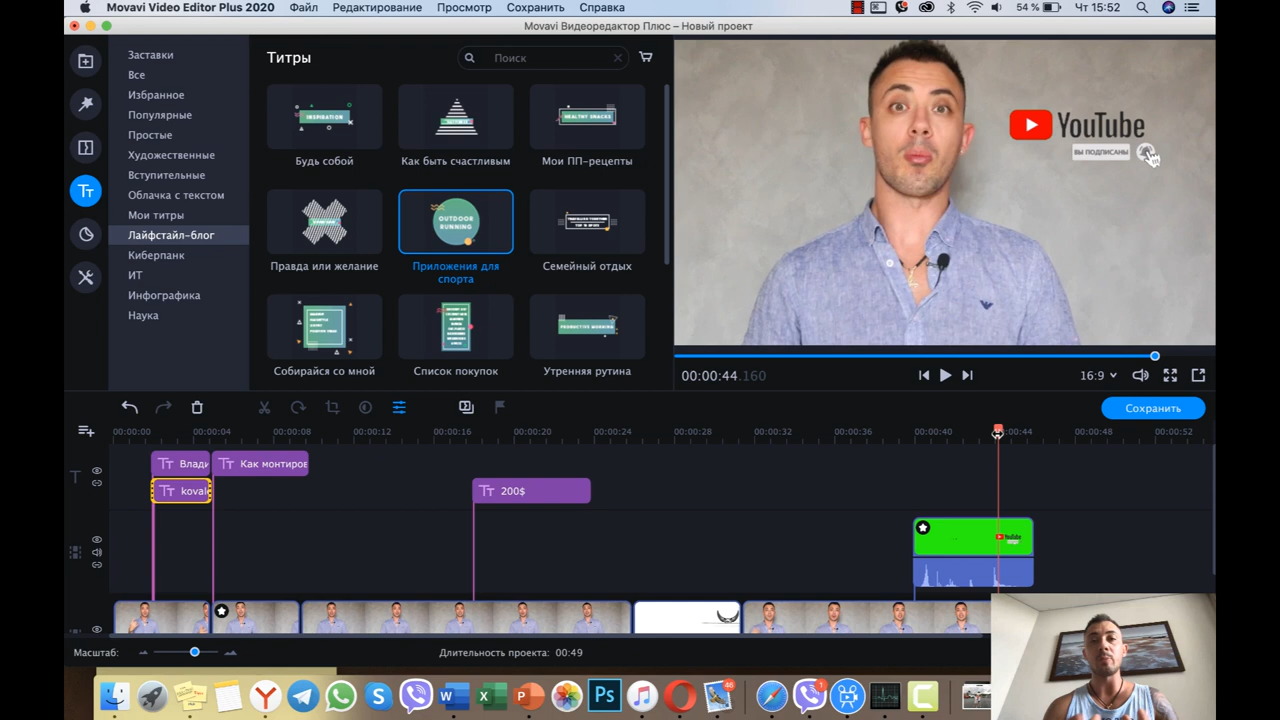 Movavi Video Editor Plus 2020 Файл Редактирование Просмотр Сохранить Справка 54 % Чт 15:52
Movavi Видеоредактор Плюс – Новый проект
Заставки
Все
Избранное
Популярные
Простые
Художественные
Вступительные
Облачка с текстом
Мои титры
Лайфстайл-блог
Киберпанк
ИТ
Инфографика
Наука
Титры
Поиск
INSPIRATION
HEALTHY SNACKS
Будь собой
Как быть счастливым
Мои ПП-рецепты
OUTDOOR
RUNNING
Правда или желание
Приложения для
спорта
Семейный отдых
PRODUCTIVE MORNING
Собирайся со мной
Список покупок
Утренняя рутина
YouTube
ВЫ ПОДПИСАНЫ
00:00:44.160
16:9
Сохранить
00:00:00 00:00:04 00:00:08 00:00:12 00:00:16 00:00:20 00:00:24 00:00:28 00:00:32 00:00:36 00:00:40 00:00:44 00:00:48 00:00:52
Влади
Как монтиров
koval
200$
YouTube
Масштаб:
Длительность проекта: 00:49
46
1